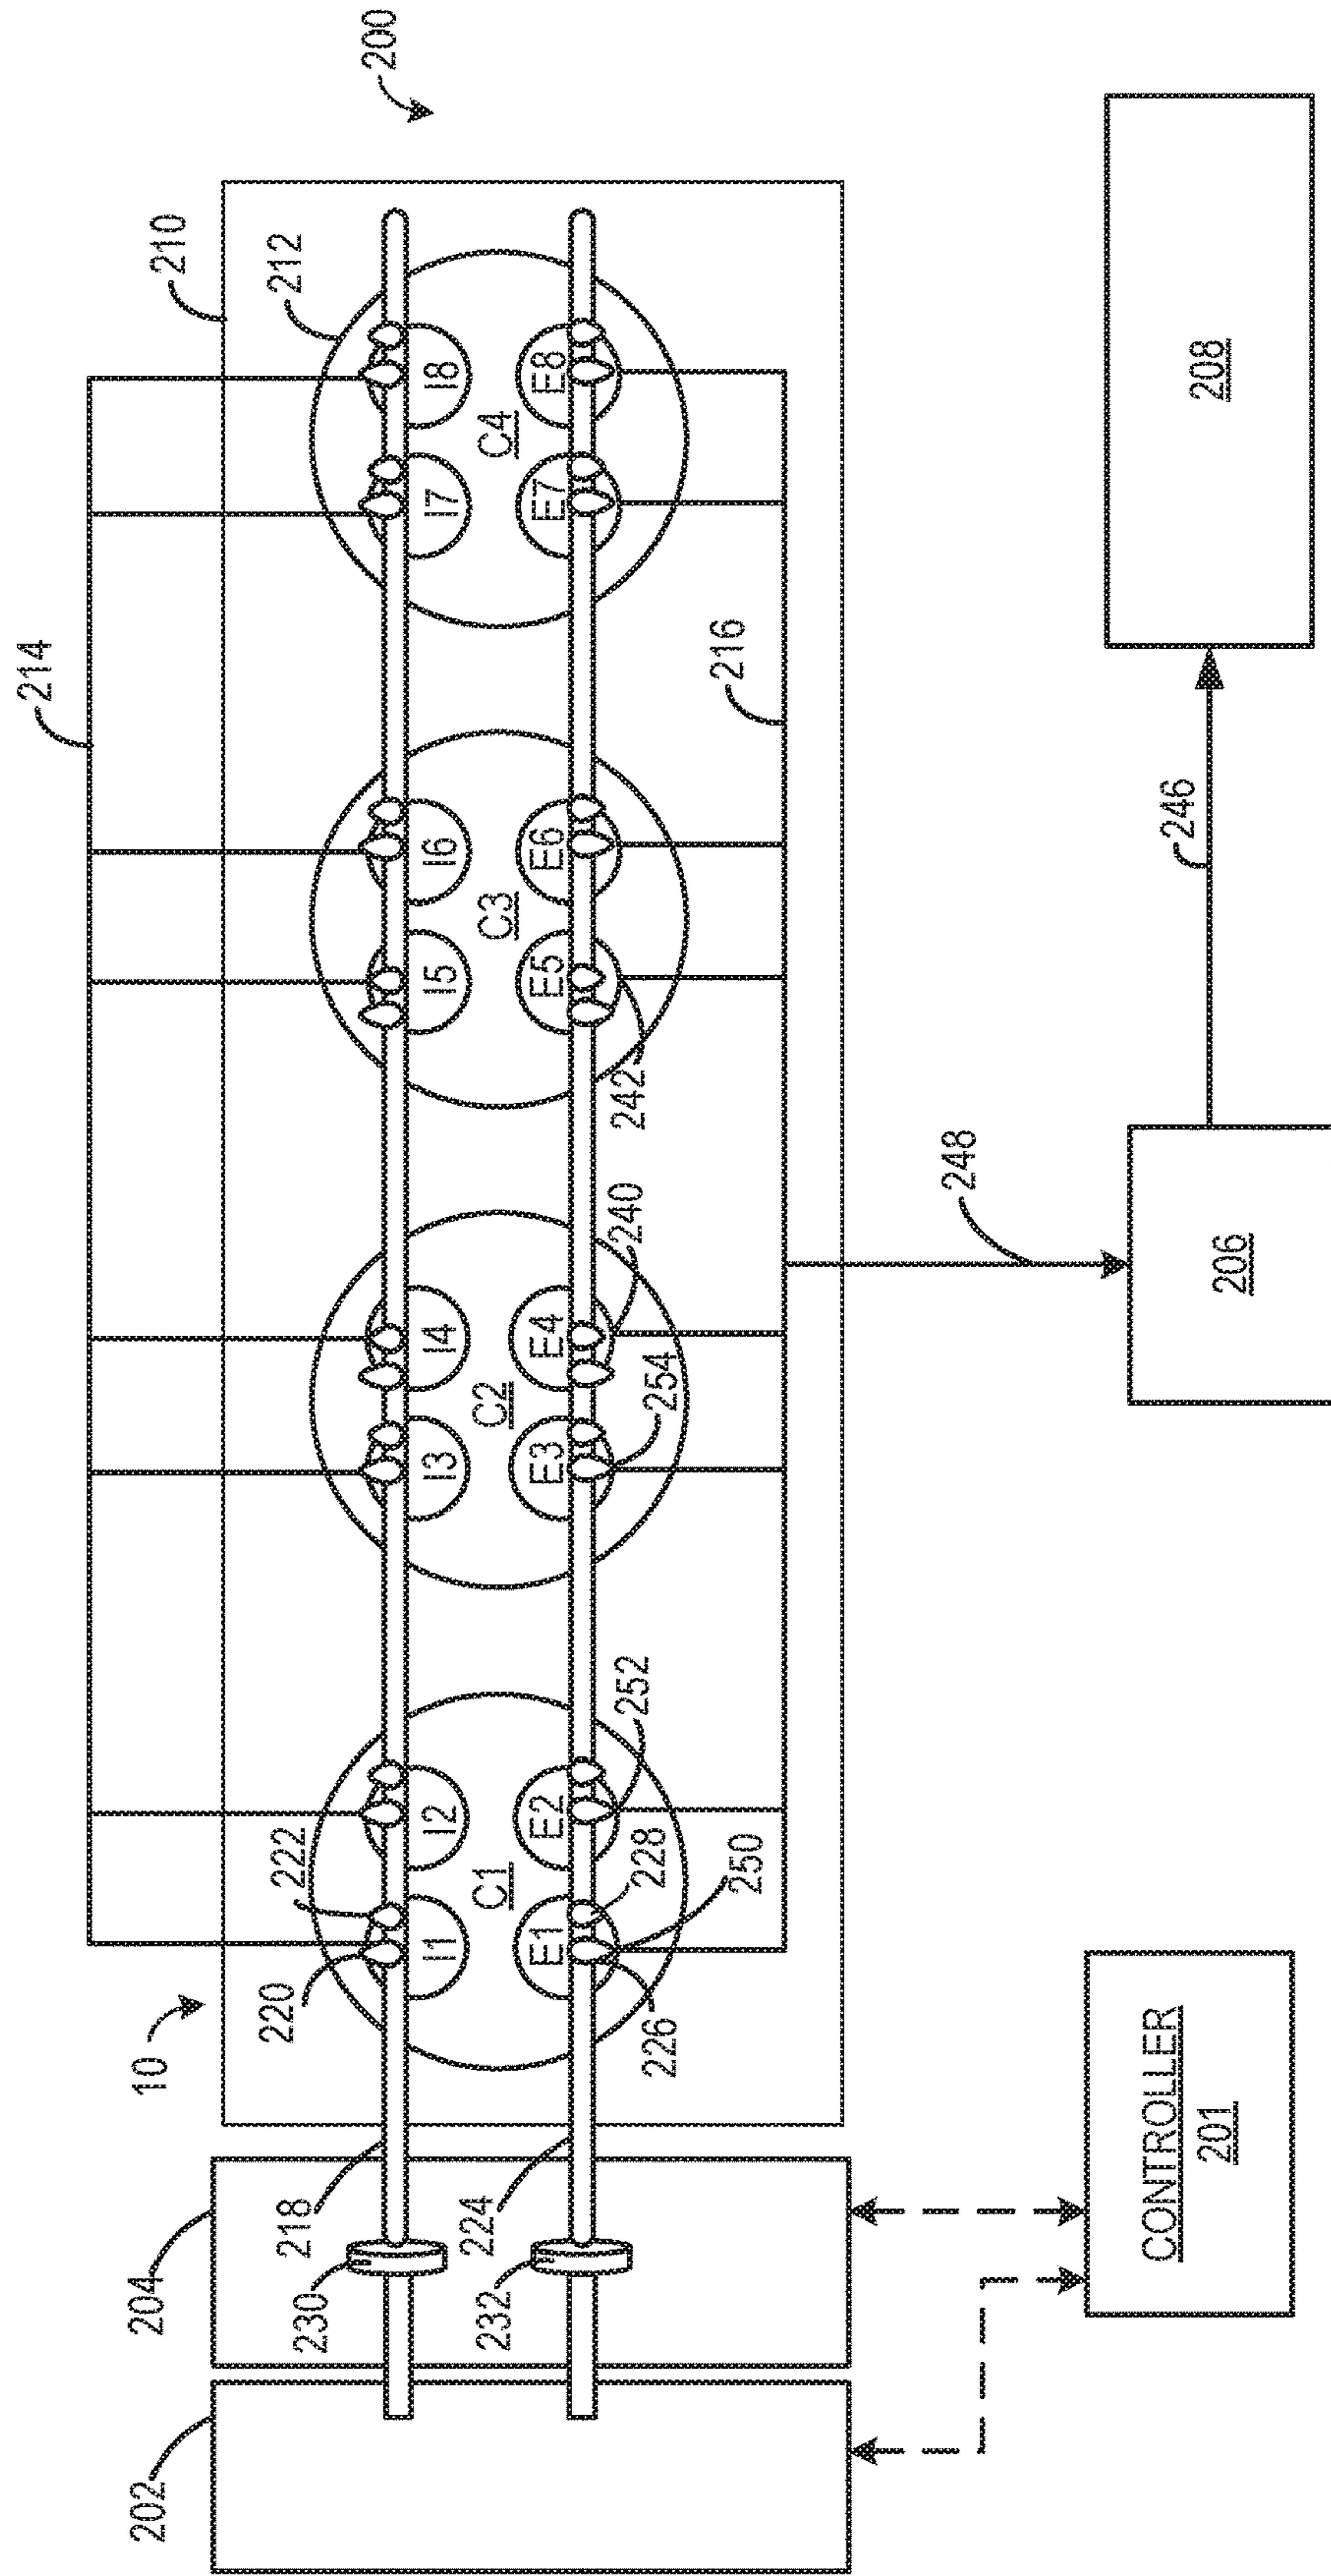 200
210
212
214
10
C1
C2
C3
C4
I1
I2
I3
I4
I5
I6
I7
I8
E1
E2
E3
E4
E5
E6
E7
E8
220
222
226
228
250
252
254
240
242
216
204
202
218
230
224
232
248
246
206
208
CONTROLLER
201